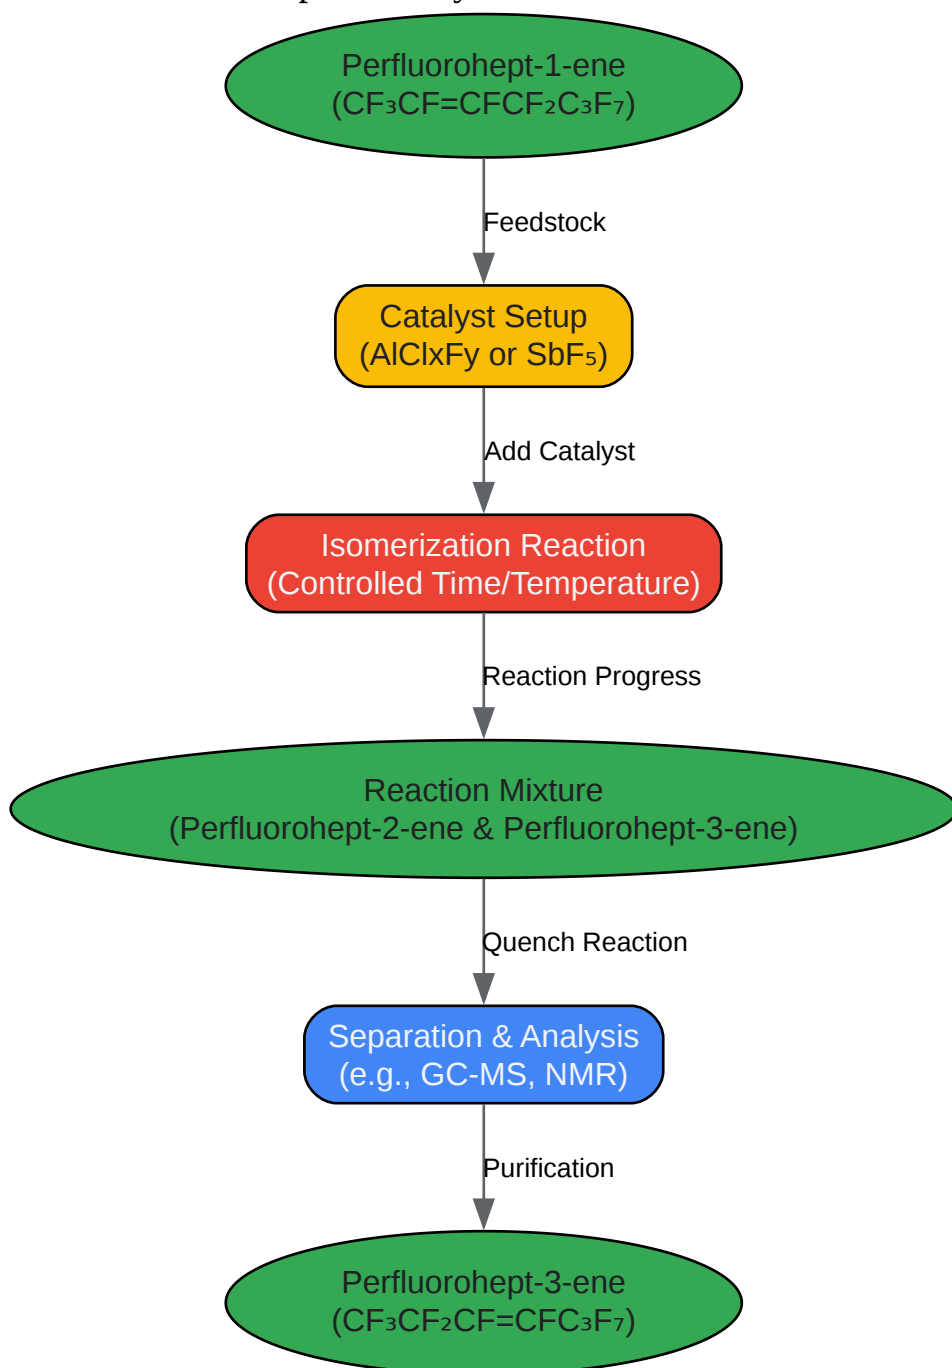 Perfluorohept-1-ene
(CF₃CF=CFCF₂C₃F₇)
Feedstock
Catalyst Setup
(AlClxFy or SbF₅)
Add Catalyst
Isomerization Reaction
(Controlled Time/Temperature)
Reaction Progress
Reaction Mixture
(Perfluorohept-2-ene & Perfluorohept-3-ene)
Quench Reaction
Separation & Analysis
(e.g., GC-MS, NMR)
Purification
Perfluorohept-3-ene
(CF₃CF₂CF=CFC₃F₇)